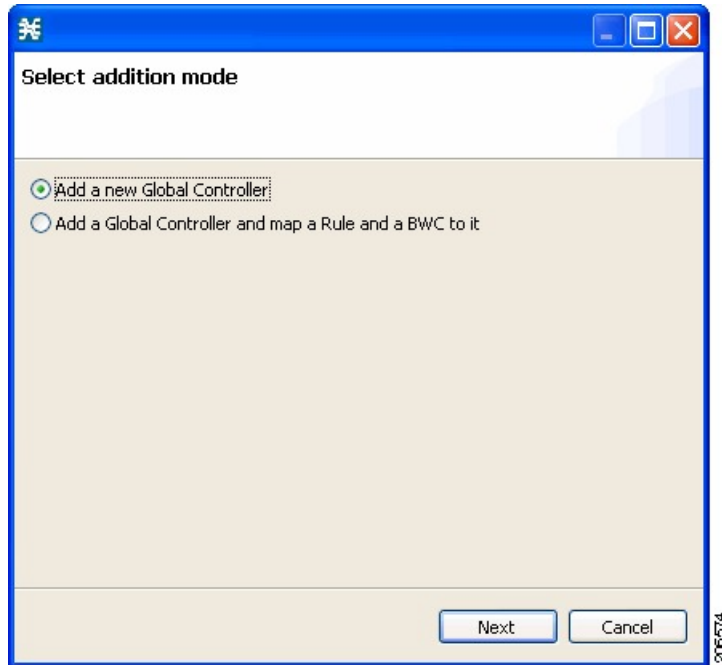 Select addition mode
Add a new Global Controller
Add a Global Controller and map a Rule and a BWC to it
Next
Cancel
206574